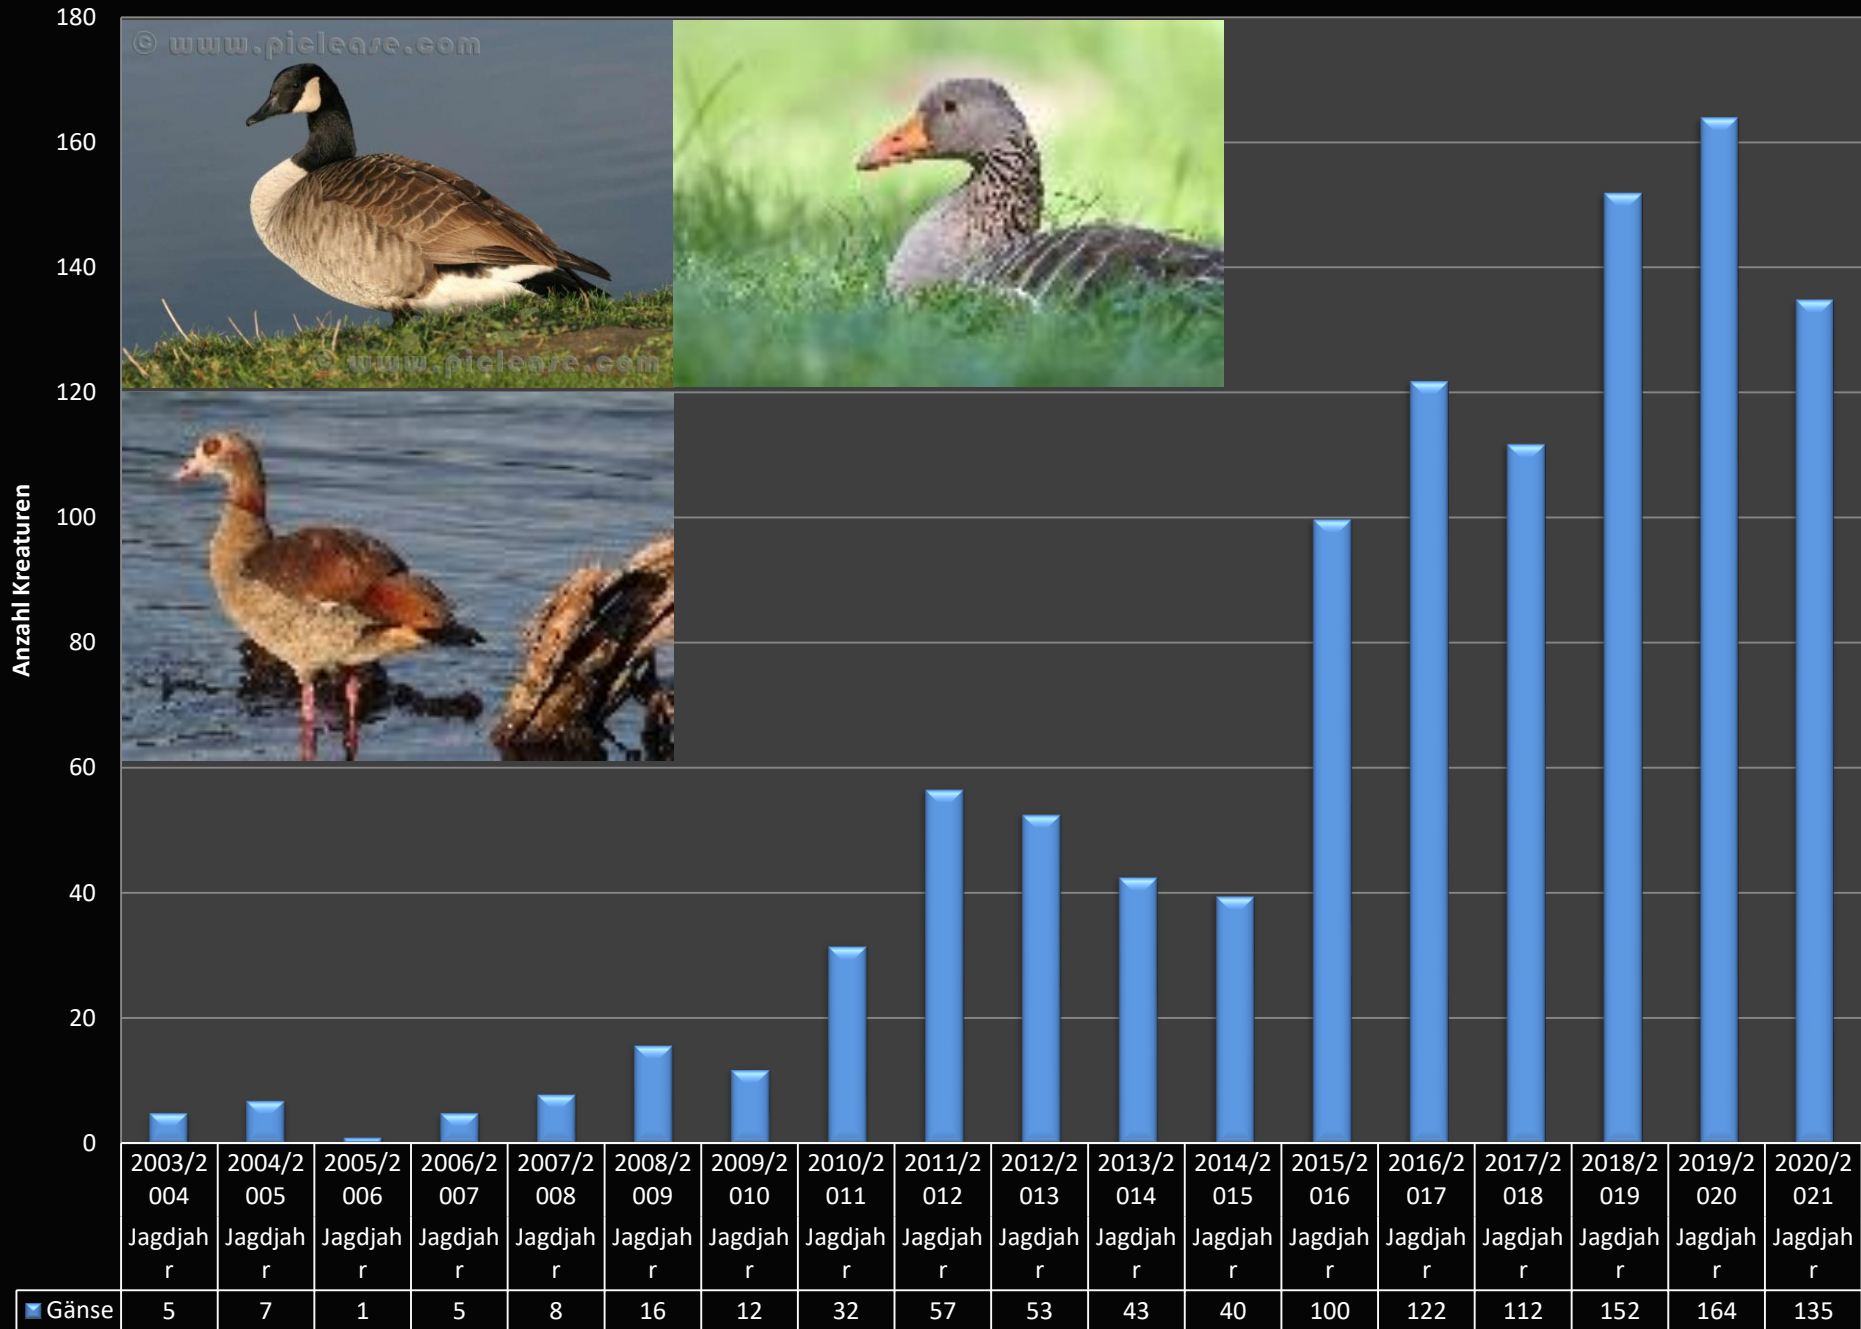 180
160
140
120
100
80
60
40
20
0
Anzahl Kreaturen
© www.piclease.com
© www.piclease.com
2003/2 2004/2 2005/2 2006/2 2007/2 2008/2 2009/2 2010/2 2011/2 2012/2 2013/2 2014/2 2015/2 2016/2 2017/2 2018/2 2019/2 2020/2
004 005 006 007 008 009 010 011 012 013 014 015 016 017 018 019 020 021
Jagdjah Jagdjah Jagdjah Jagdjah Jagdjah Jagdjah Jagdjah Jagdjah Jagdjah Jagdjah Jagdjah Jagdjah Jagdjah Jagdjah Jagdjah Jagdjah Jagdjah Jagdjah
r r r r r r r r r r r r r r r r r r
Gänse 5 7 1 5 8 16 12 32 57 53 43 40 100 122 112 152 164 135